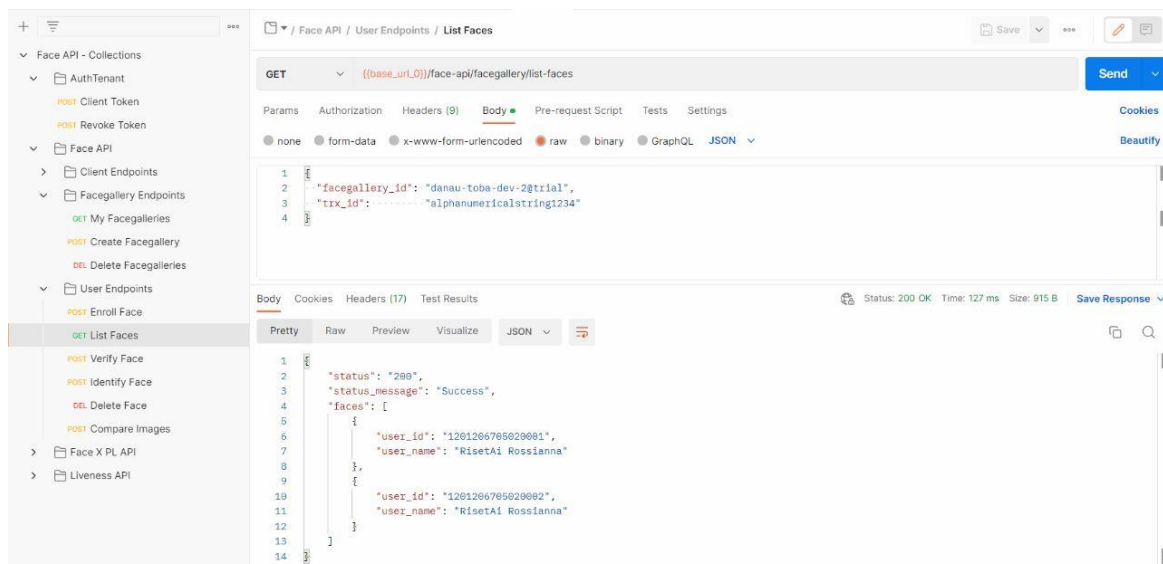 / Face API / User Endpoints / List Faces
Save
GET {{base_url_0}}/face-api/facegallery/list-faces
Send
Params Authorization Headers (9) Body Pre-request Script Tests Settings Cookies
none form-data x-www-form-urlencoded raw binary GraphQL JSON Beautify
1 {
2 "facegallery_id": "danau-toba-dev-2@trial",
3 "trx_id": "alphanumericalstring1234"
4 }
Body Cookies Headers (17) Test Results Status: 200 OK Time: 127 ms Size: 915 B Save Response
Pretty Raw Preview Visualize JSON
1 {
2 "status": "200",
3 "status_message": "Success",
4 "faces": [
5 {
6 "user_id": "1201206705020001",
7 "user_name": "RisetAi Rossianna"
8 },
9 {
10 "user_id": "1201206705020002",
11 "user_name": "RisetAi Rossianna"
12 }
13 ]
14 }
Face API - Collections
AuthTenant
POST Client Token
POST Revoke Token
Face API
Client Endpoints
Facegallery Endpoints
GET My Facegalleries
POST Create Facegallery
DEL Delete Facegalleries
User Endpoints
POST Enroll Face
GET List Faces
POST Verify Face
POST Identify Face
DEL Delete Face
POST Compare Images
Face X PL API
Liveness API